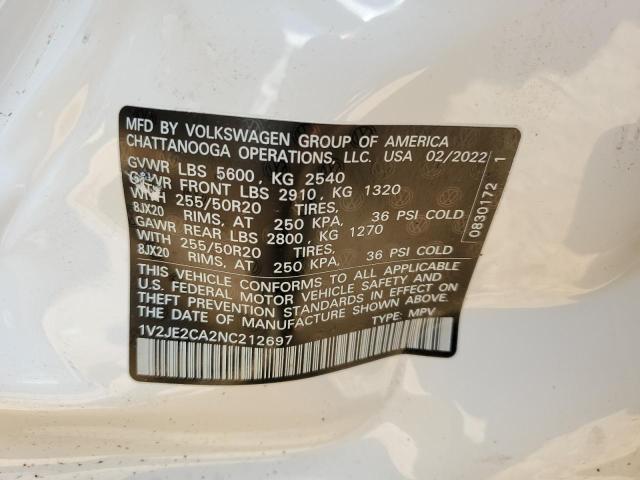 MFD BY VOLKSWAGEN GROUP OF AMERICA
CHATTANOOGA OPERATIONS, LLC. USA 02/2022
GVWR LBS 5600, KG 2540
GAWR FRONT LBS 2910, KG 1320
WITH 255/50R20 TIRES,
8JX20 RIMS, AT 250 KPA, 36 PSI COLD
GAWR REAR LBS 2800, KG 1270
WITH 255/50R20 TIRES,
8JX20 RIMS, AT 250 KPA, 36 PSI COLD
THIS VEHICLE CONFORMS TO ALL APPLICABLE
U.S. FEDERAL MOTOR VEHICLE SAFETY AND
THEFT PREVENTION STANDARDS IN EFFECT ON
THE DATE OF MANUFACTURE SHOWN ABOVE.
1V2JE2CA2NC212697 TYPE: MPV
0830172 1